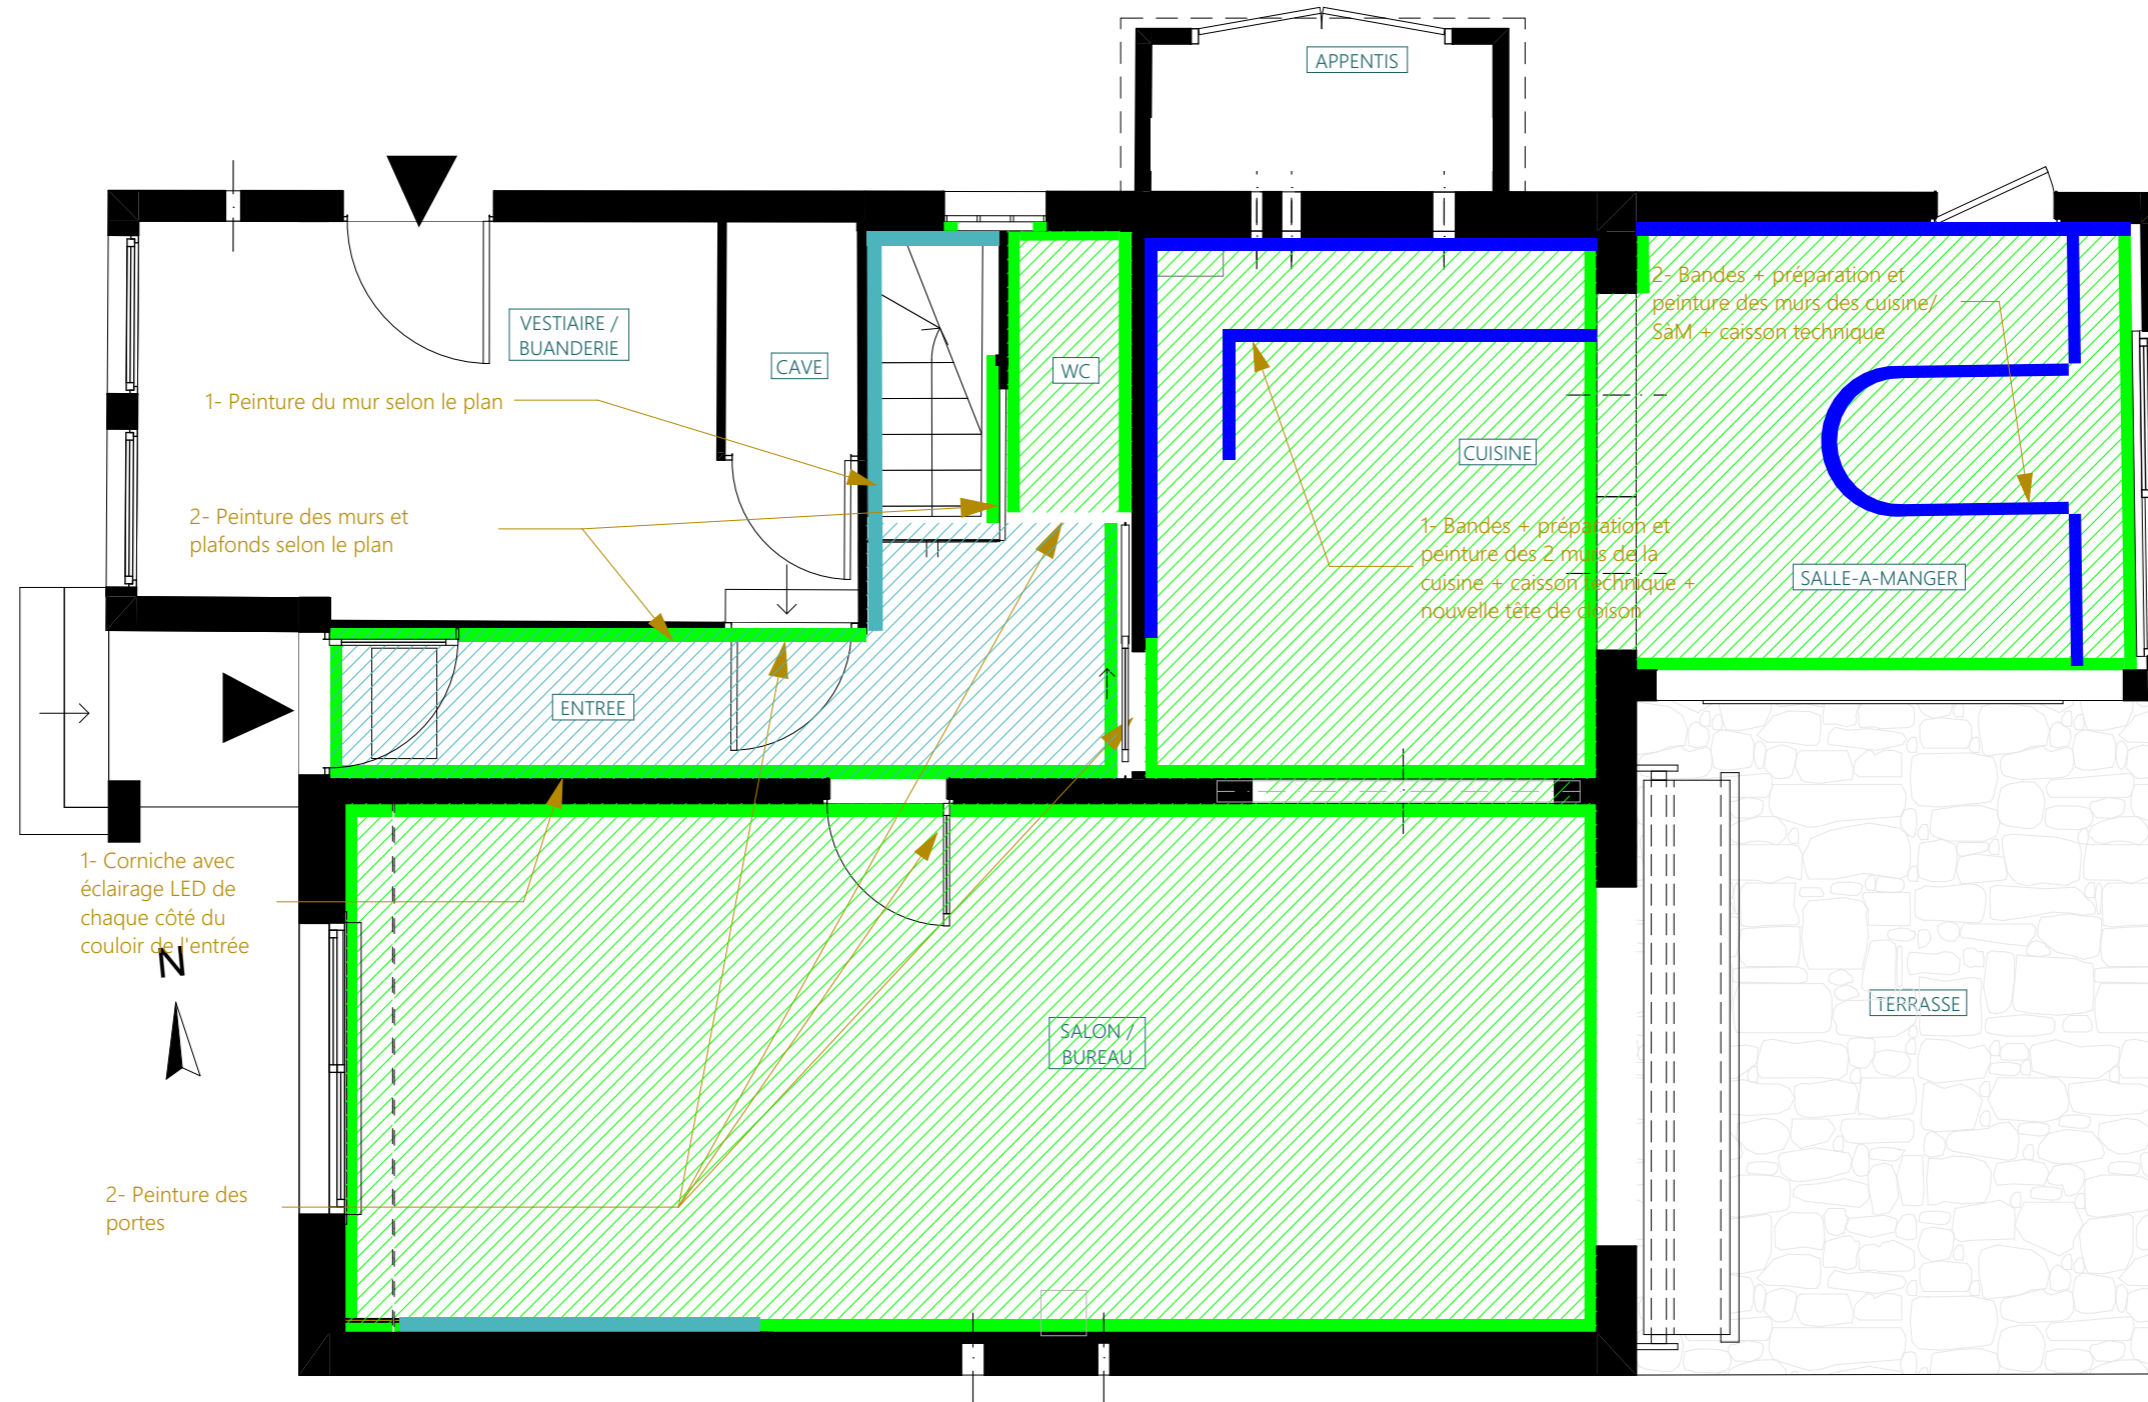 APPENTIS
VESTIAIRE /
BUANDERIE
CAVE
WC
2- Bandes + préparation et
peinture des murs des cuisine/
SàM + caisson technique
1- Peinture du mur selon le plan
CUISINE
2- Peinture des murs et
plafonds selon le plan
1- Bandes + préparation et
peinture des 2 murs de la
cuisine + caisson technique +
nouvelle tête de cloison
SALLE-A-MANGER
ENTREE
1- Corniche avec
éclairage LED de
chaque côté du
couloir de l'entrée
N
TERRASSE
SALON /
BUREAU
2- Peinture des
portes